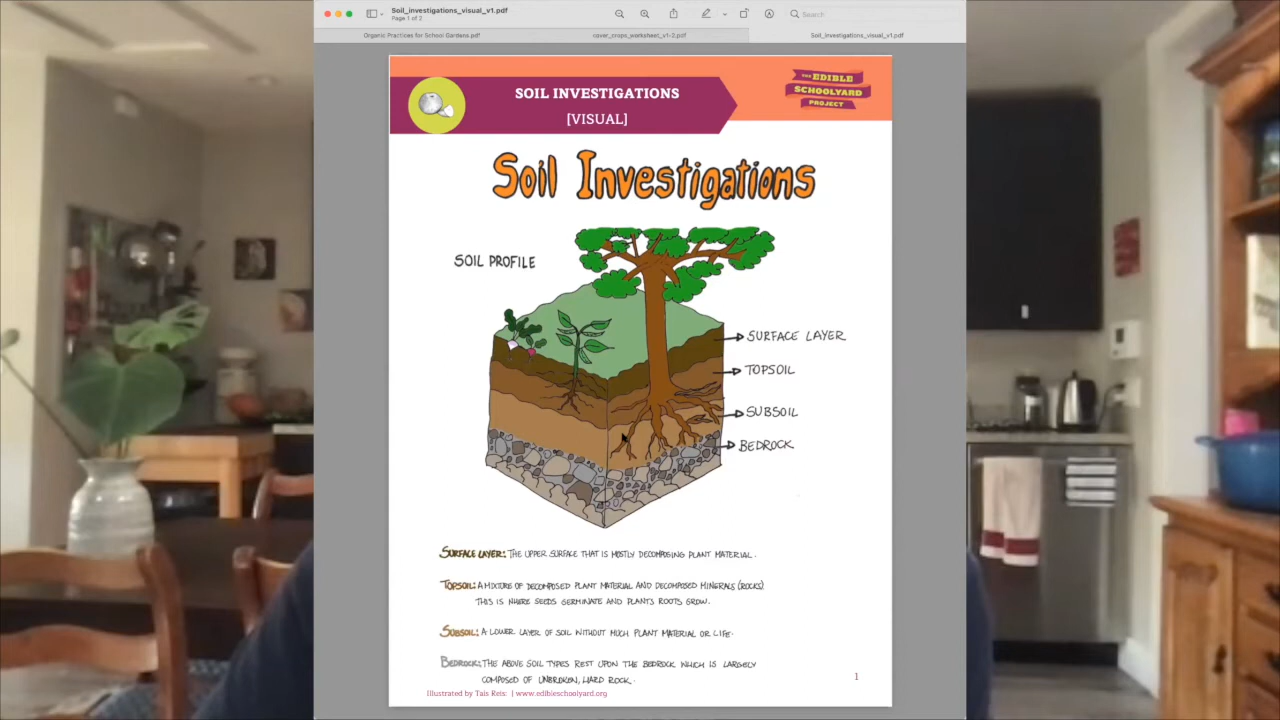 Soil_investigations_visual_v1.pdf
Page 1 of 2
Search
Organic Practices for School Gardens.pdf
cover_crops_worksheet_v1-2.pdf
Soil_investigations_visual_v1.pdf
SOIL INVESTIGATIONS
[VISUAL]
THE EDIBLE
SCHOOLYARD
PROJECT
Soil Investigations
SOIL PROFILE
SURFACE LAYER
TOPSOIL
SUBSOIL
BEDROCK
SURFACE LAYER: THE UPPER SURFACE THAT IS MOSTLY DECOMPOSING PLANT MATERIAL.
TOPSOIL: A MIXTURE OF DECOMPOSED PLANT MATERIAL AND DECOMPOSED MINERALS (ROCKS)
THIS IS WHERE SEEDS GERMINATE AND PLANTS ROOTS GROW.
SUBSOIL: A LOWER LAYER OF SOIL WITHOUT MUCH PLANT MATERIAL OR LIFE.
BEDROCK: THE ABOVE SOIL TYPES REST UPON THE BEDROCK WHICH IS LARGELY
COMPOSED OF UNBROKEN, HARD ROCK.
1
Illustrated by Tais Reis: | www.edibleschoolyard.org